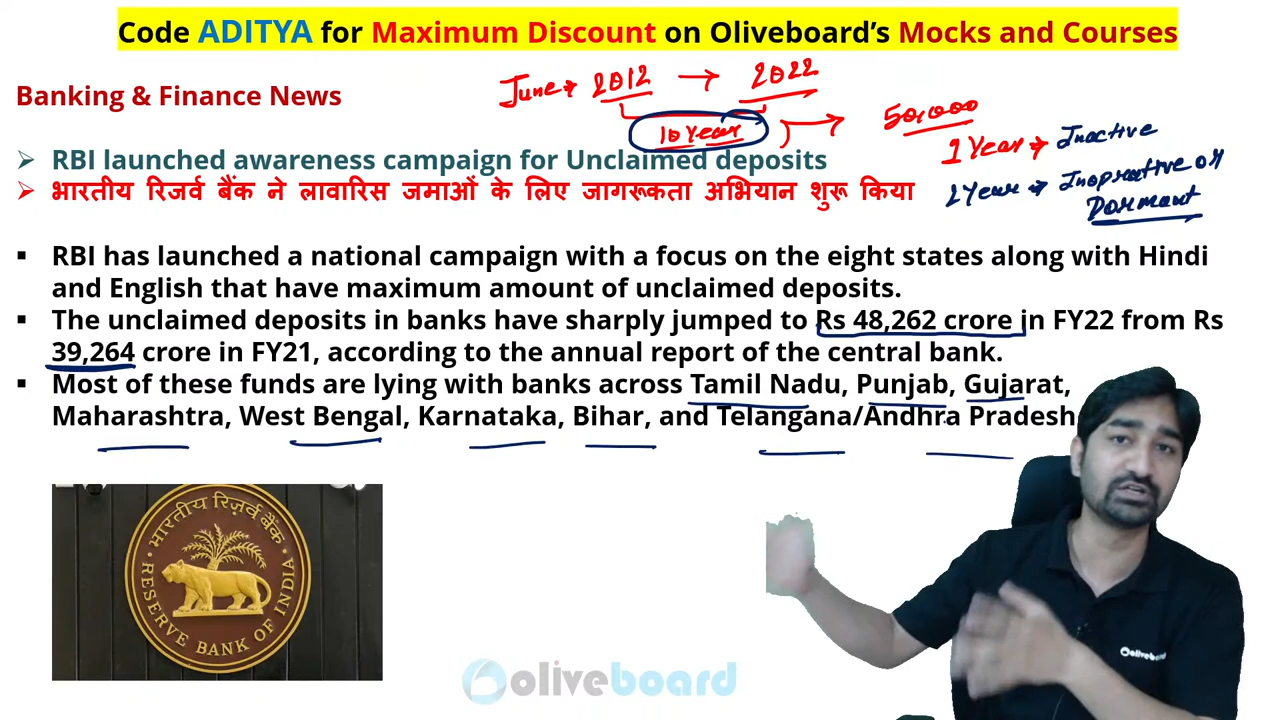 Code ADITYA for Maximum Discount on Oliveboard's Mocks and Courses
June → 2012 → 2022
Banking & Finance News
10 Year → 50,000
1 Year → Inactive
RBI launched awareness campaign for Unclaimed deposits
2 Year → Inoprative or
भारतीय रिजर्व बैंक ने लावारिस जमाओं के लिए जागरूकता अभियान शुरू किया
Dormant
RBI has launched a national campaign with a focus on the eight states along with Hindi
and English that have maximum amount of unclaimed deposits.
The unclaimed deposits in banks have sharply jumped to Rs 48,262 crore in FY22 from Rs
39,264 crore in FY21, according to the annual report of the central bank.
Most of these funds are lying with banks across Tamil Nadu, Punjab, Gujarat,
Maharashtra, West Bengal, Karnataka, Bihar, and Telangana/Andhra Pradesh
भारतीय रिज़र्व बैंक
RESERVE BANK OF INDIA
oliveboard
oliveboard